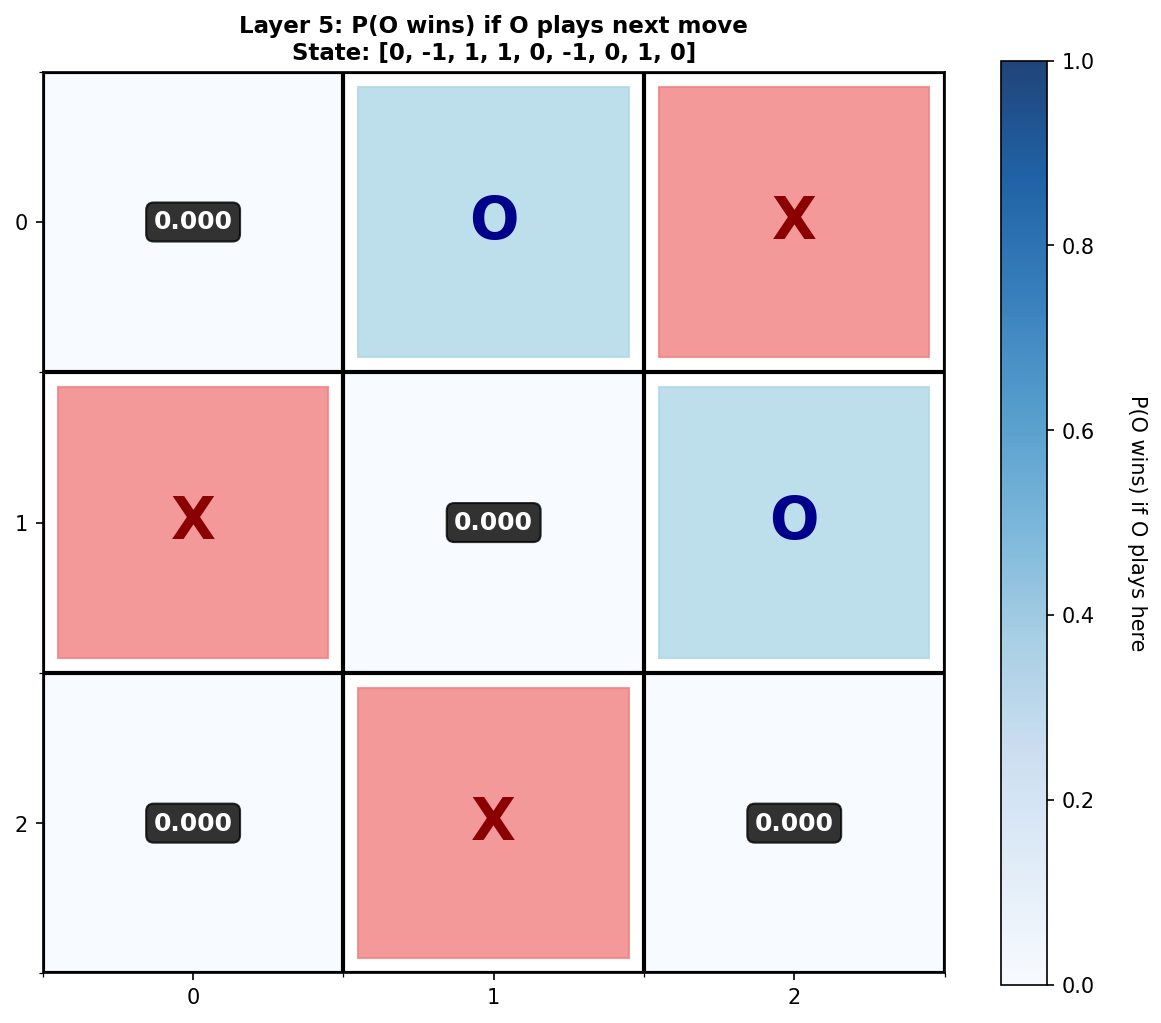 Layer 5: P(O wins) if O plays next move
State: [0, -1, 1, 1, 0, -1, 0, 1, 0]
0
0.000
O
X
1
X
0.000
O
2
0.000
X
0.000
0
1
2
1.0
0.8
0.6
0.4
0.2
0.0
P(O wins) if O plays here